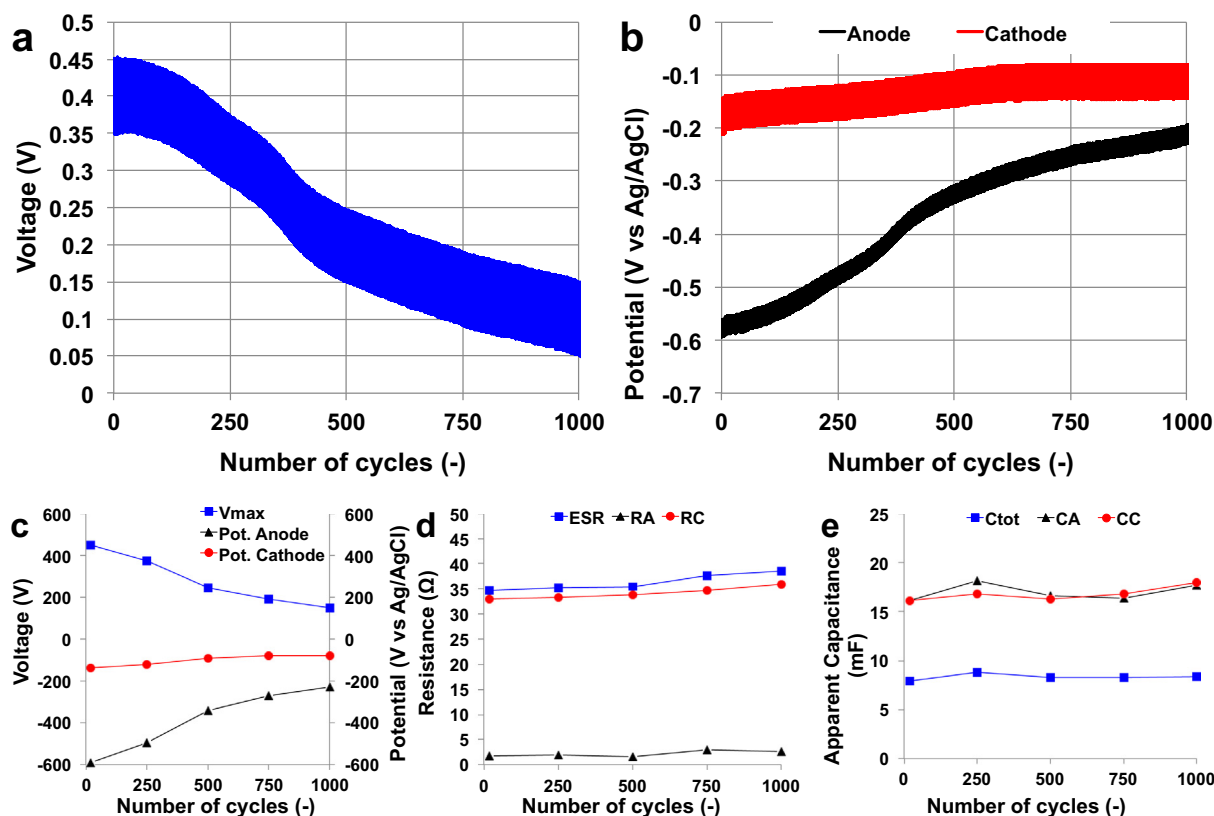 a
0.5
0.45
0.4
0.35
0.3
0.25
0.2
0.15
0.1
0.05
0
Voltage (V)
0
250
500
750
1000
Number of cycles (-)
b
Anode
Cathode
0
-0.1
-0.2
-0.3
-0.4
-0.5
-0.6
-0.7
Potential (V vs Ag/AgCl)
0
250
500
750
1000
Number of cycles (-)
c
Vmax
Pot. Anode
Pot. Cathode
600
400
200
0
-200
-400
-600
Voltage (V)
600
400
200
0
-200
-400
-600
Potential (V vs Ag/AgCl)
0
250
500
750
1000
Number of cycles (-)
d
ESR
RA
RC
50
45
40
35
30
25
20
15
10
5
0
Resistance (Ω)
0
250
500
750
1000
Number of cycles (-)
e
Ctot
CA
CC
25
20
15
10
5
0
Apparent Capacitance
(mF)
0
250
500
750
1000
Number of cycles (-)